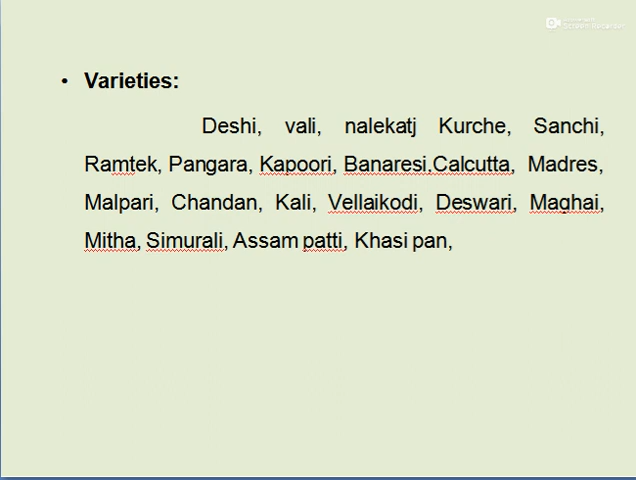 • Varieties:
Deshi, vali, nalekatj Kurche, Sanchi,
Ramtek, Pangara, Kapoori, Banaresi,Calcutta, Madres,
Malpari, Chandan, Kali, Vellaikodi, Deswari, Maghai,
Mitha, Simurali, Assam patti, Khasi pan,